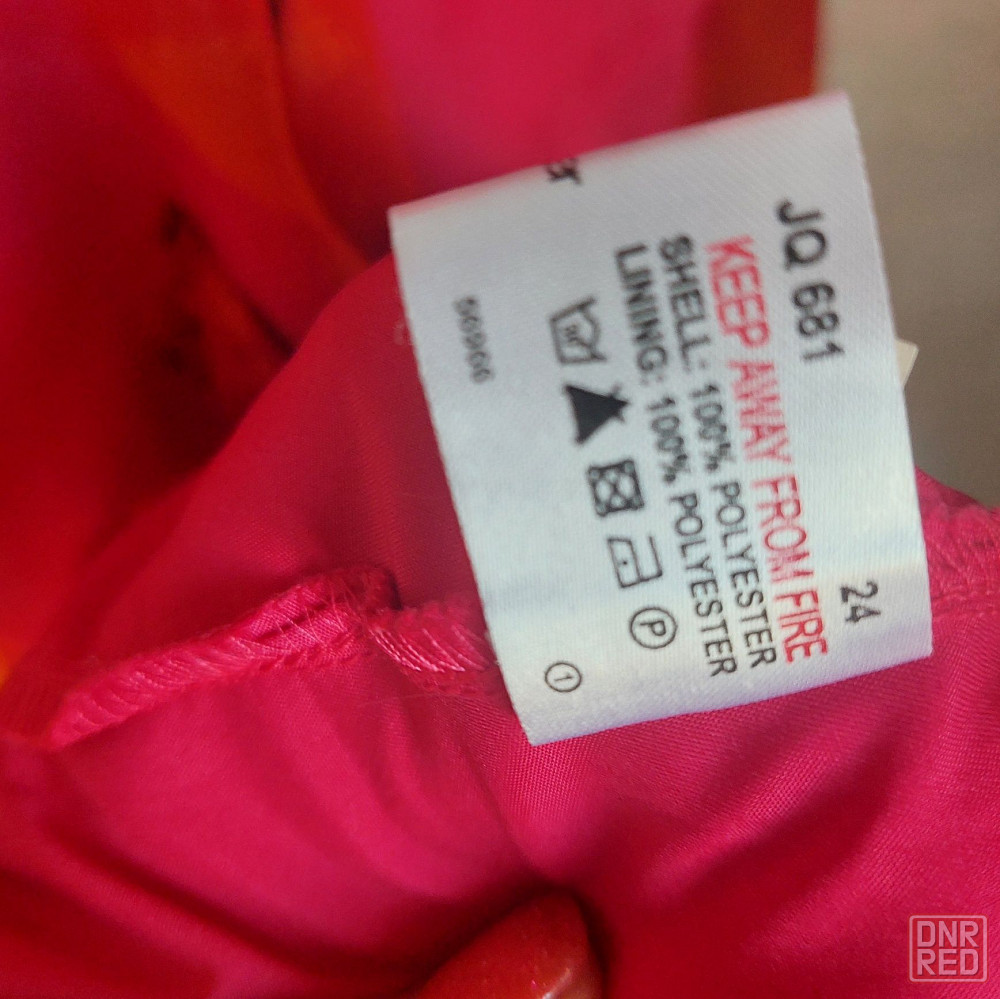 JQ 681
24
KEEP AWAY FROM FIRE
SHELL: 100% POLYESTER
LINING: 100% POLYESTER
P
1
DNR
RED